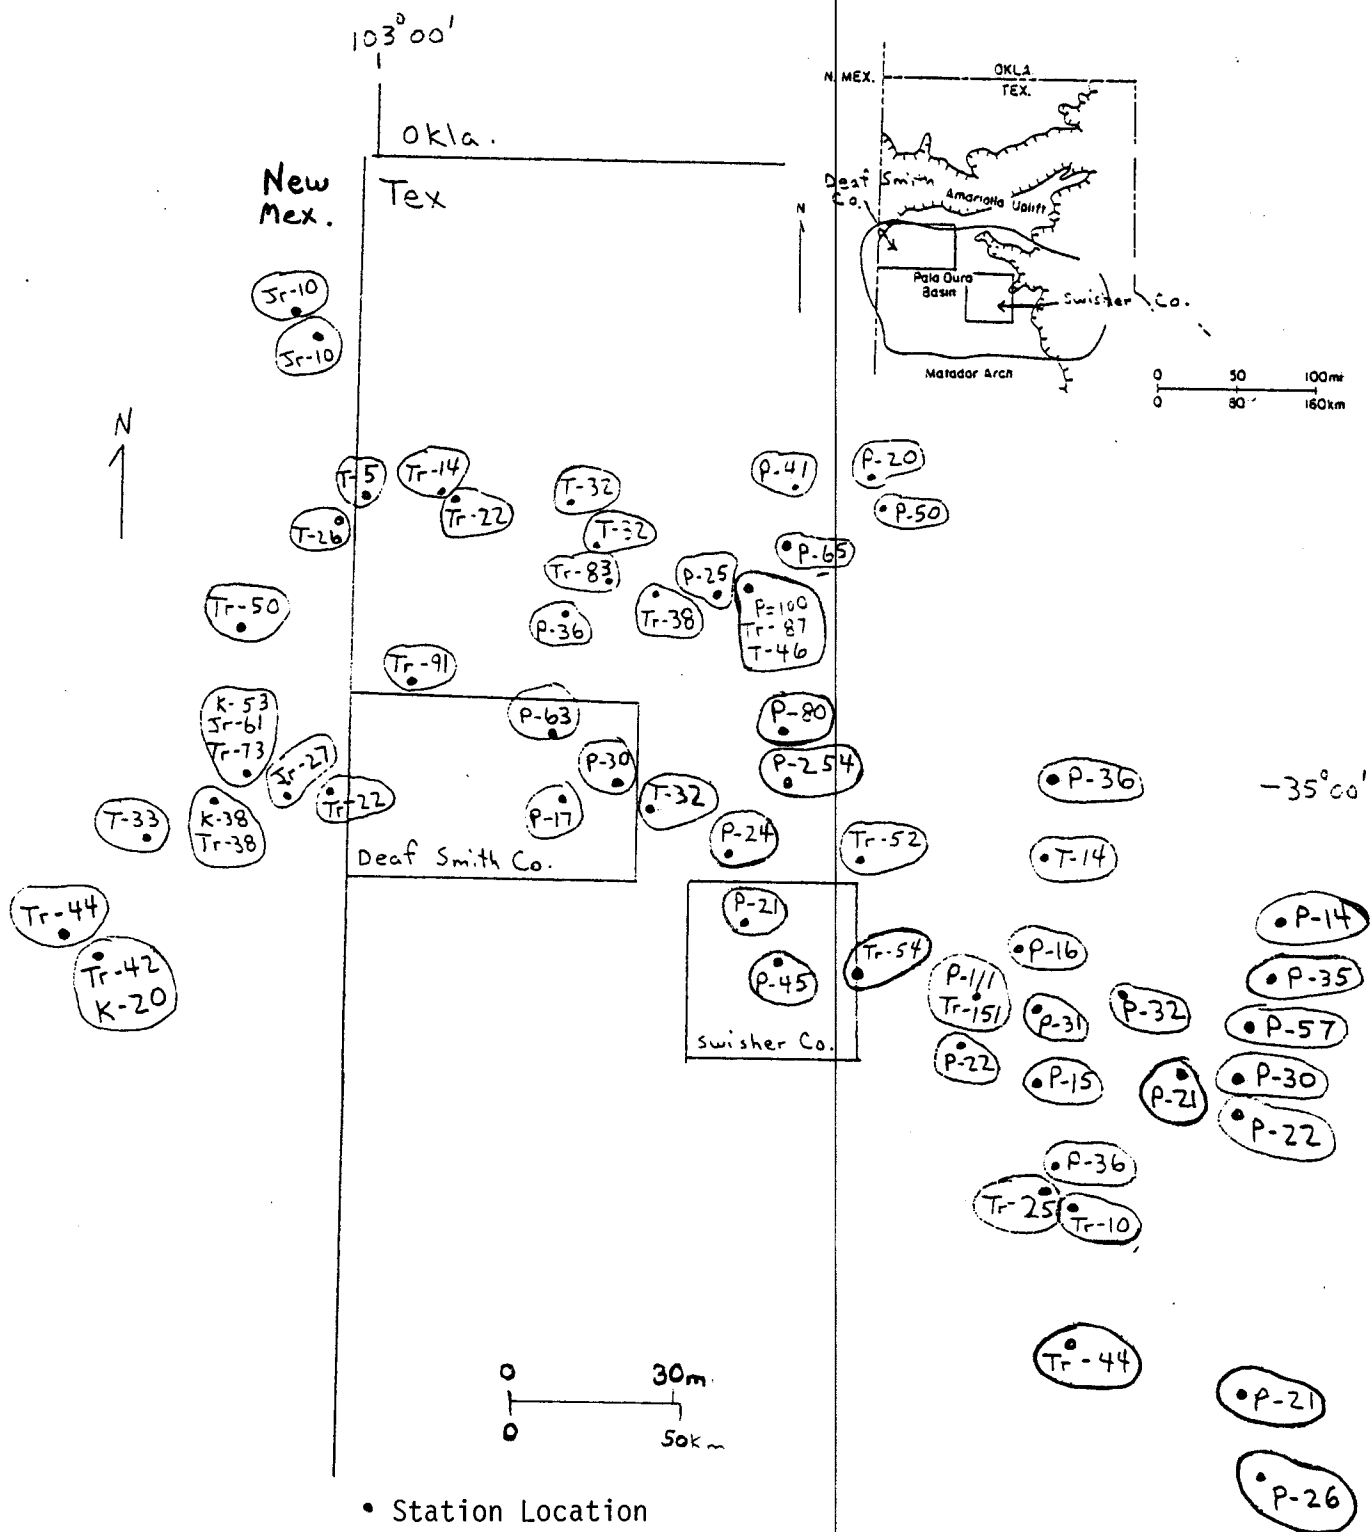 103°00'
Okla.
New
Mex.
Tex
N. MEX.
OKLA.
TEX.
Deaf Smith
Co.
Amarillo Uplift
N
Palo Duro
Basin
Swisher Co.
Matador Arch
0 50 100mi
0 80 160km
Jr-10
Jr-10
N
T-5
Tr-14
Tr-22
T-26
T-32
T-32
Tr-83
P-41
P-20
P-50
P-65
P-25
Tr-38
P-36
P=100
Tr-87
T-46
Tr-50
Tr-91
K-53
Jr-61
Tr-73
Jr-27
Tr-22
P-63
P-30
P-17
T-32
P-80
P-254
P-24
Tr-52
P-36
-35°00'
T-33
K-38
Tr-38
Deaf Smith Co.
T-14
Tr-44
Tr-42
K-20
P-21
P-45
Swisher Co.
Tr-54
P-111
Tr-151
P-22
P-16
P-31
P-15
P-32
P-21
P-14
P-35
P-57
P-30
P-22
P-36
Tr-25
Tr-10
Tr-44
P-21
P-26
0 30m.
0 50km
• Station Location